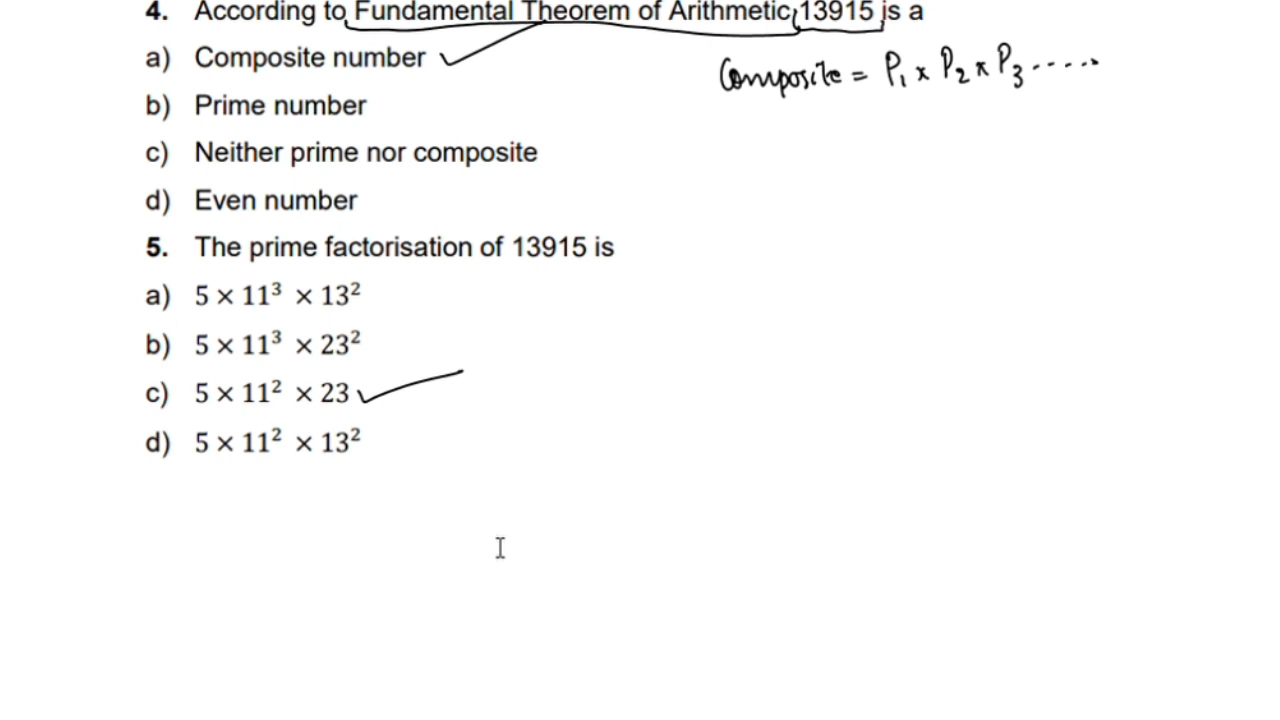 4. According to Fundamental Theorem of Arithmetic, 13915 is a
a) Composite number
Composite = P₁ × P₂ × P₃ ......
b) Prime number
c) Neither prime nor composite
d) Even number
5. The prime factorisation of 13915 is
a) 5 × 11³ × 13²
b) 5 × 11³ × 23²
c) 5 × 11² × 23
d) 5 × 11² × 13²